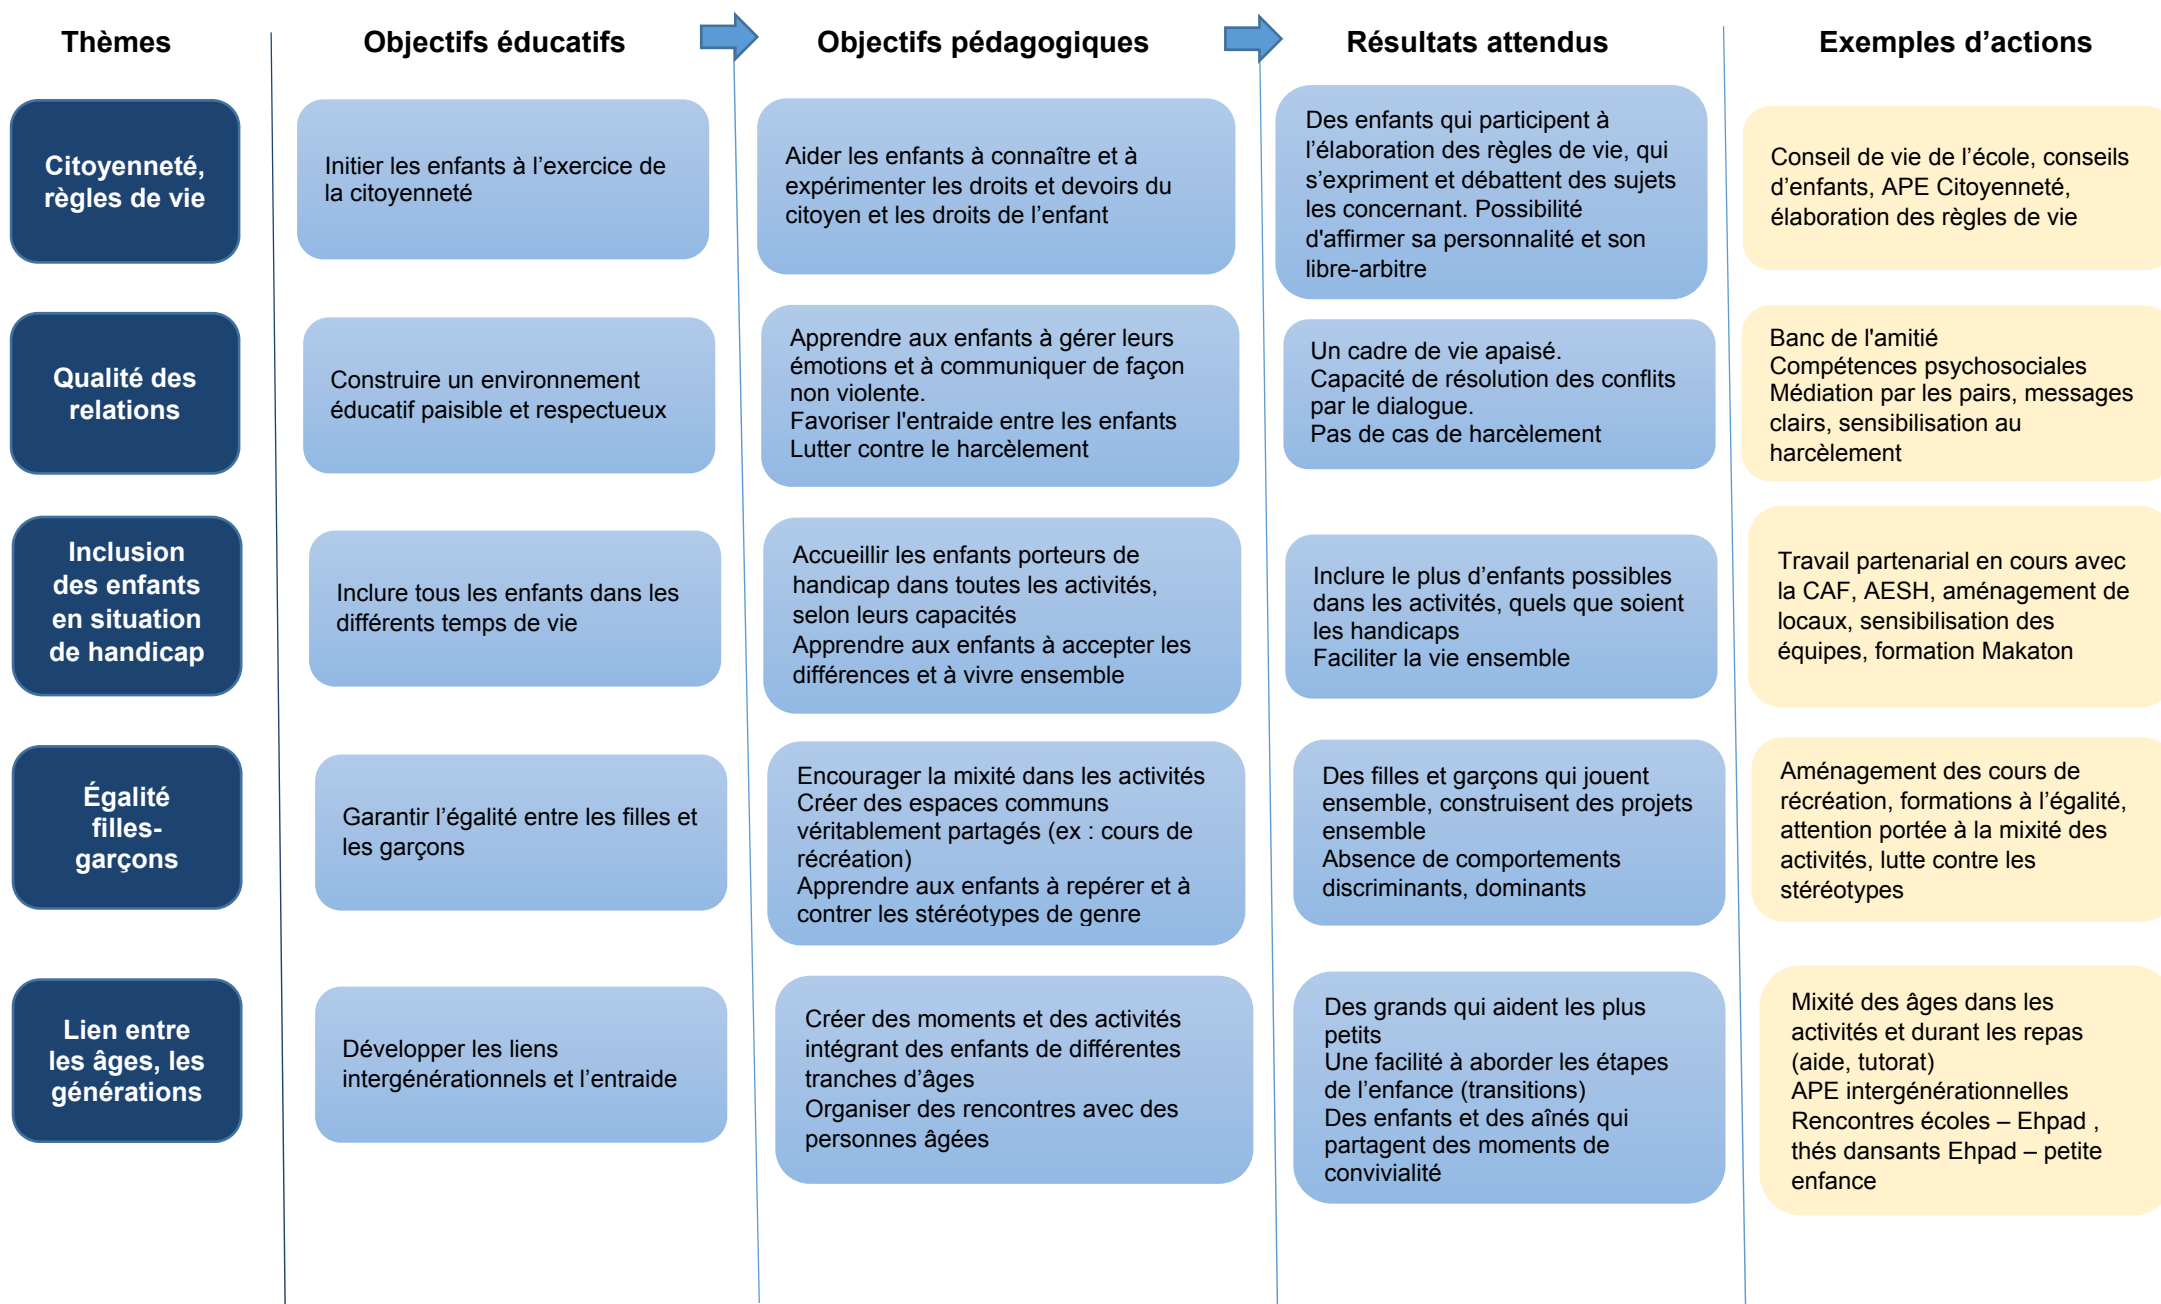 Thèmes
Objectifs éducatifs
Objectifs pédagogiques
Résultats attendus
Exemples d’actions
Citoyenneté,
règles de vie
Initier les enfants à l’exercice de
la citoyenneté
Aider les enfants à connaître et à
expérimenter les droits et devoirs du
citoyen et les droits de l’enfant
Des enfants qui participent à
l’élaboration des règles de vie, qui
s’expriment et débattent des sujets
les concernant. Possibilité
d'affirmer sa personnalité et son
libre-arbitre
Conseil de vie de l’école, conseils
d’enfants, APE Citoyenneté,
élaboration des règles de vie
Qualité des
relations
Construire un environnement
éducatif paisible et respectueux
Apprendre aux enfants à gérer leurs
émotions et à communiquer de façon
non violente.
Favoriser l'entraide entre les enfants
Lutter contre le harcèlement
Un cadre de vie apaisé.
Capacité de résolution des conflits
par le dialogue.
Pas de cas de harcèlement
Banc de l'amitié
Compétences psychosociales
Médiation par les pairs, messages
clairs, sensibilisation au
harcèlement
Inclusion
des enfants
en situation
de handicap
Inclure tous les enfants dans les
différents temps de vie
Accueillir les enfants porteurs de
handicap dans toutes les activités,
selon leurs capacités
Apprendre aux enfants à accepter les
différences et à vivre ensemble
Inclure le plus d’enfants possibles
dans les activités, quels que soient
les handicaps
Faciliter la vie ensemble
Travail partenarial en cours avec
la CAF, AESH, aménagement de
locaux, sensibilisation des
équipes, formation Makaton
Égalité
filles-
garçons
Garantir l’égalité entre les filles et
les garçons
Encourager la mixité dans les activités
Créer des espaces communs
véritablement partagés (ex : cours de
récréation)
Apprendre aux enfants à repérer et à
contrer les stéréotypes de genre
Des filles et garçons qui jouent
ensemble, construisent des projets
ensemble
Absence de comportements
discriminants, dominants
Aménagement des cours de
récréation, formations à l’égalité,
attention portée à la mixité des
activités, lutte contre les
stéréotypes
Lien entre
les âges, les
générations
Développer les liens
intergénérationnels et l’entraide
Créer des moments et des activités
intégrant des enfants de différentes
tranches d’âges
Organiser des rencontres avec des
personnes âgées
Des grands qui aident les plus
petits
Une facilité à aborder les étapes
de l’enfance (transitions)
Des enfants et des aînés qui
partagent des moments de
convivialité
Mixité des âges dans les
activités et durant les repas
(aide, tutorat)
APE intergénérationnelles
Rencontres écoles – Ehpad ,
thés dansants Ehpad – petite
enfance